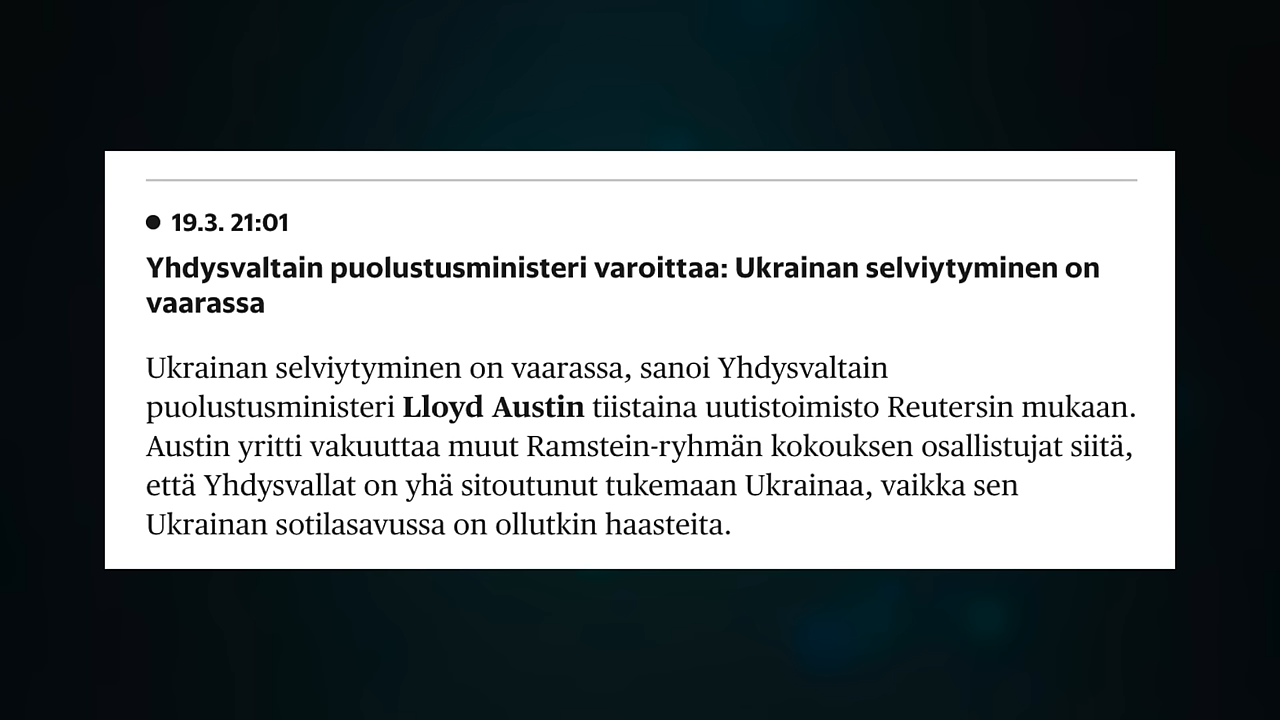 ● 19.3. 21:01
Yhdysvaltain puolustusministeri varoittaa: Ukrainan selviytyminen on
vaarassa
Ukrainan selviytyminen on vaarassa, sanoi Yhdysvaltain
puolustusministeri Lloyd Austin tiistaina uutistoimisto Reutersin mukaan.
Austin yritti vakuuttaa muut Ramstein-ryhmän kokouksen osallistujat siitä,
että Yhdysvallat on yhä sitoutunut tukemaan Ukrainaa, vaikka sen
Ukrainan sotilasavussa on ollutkin haasteita.